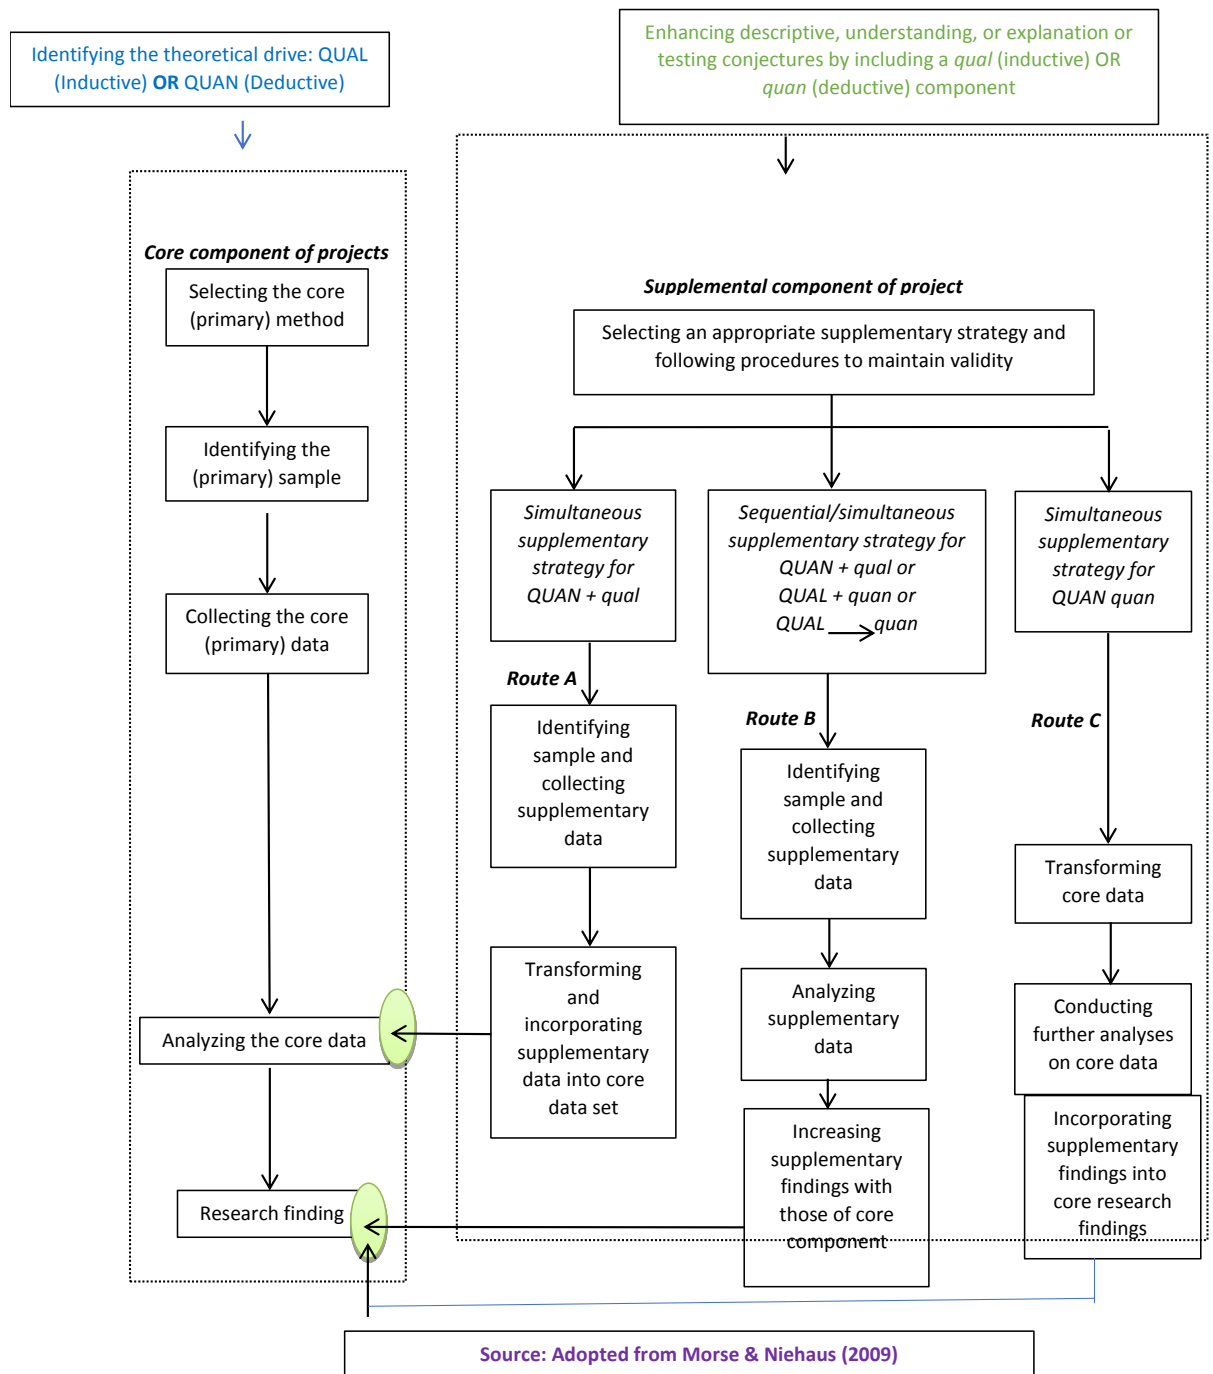 Identifying the theoretical drive: QUAL
(Inductive) OR QUAN (Deductive)
Enhancing descriptive, understanding, or explanation or
testing conjectures by including a qual (inductive) OR
quan (deductive) component
Core component of projects
Selecting the core
(primary) method
Identifying the
(primary) sample
Collecting the core
(primary) data
Analyzing the core data
Research finding
Supplemental component of project
Selecting an appropriate supplementary strategy and
following procedures to maintain validity
Simultaneous
supplementary
strategy for
QUAN + qual
Route A
Identifying
sample and
collecting
supplementary
data
Transforming
and
incorporating
supplementary
data into core
data set
Sequential/simultaneous
supplementary strategy for
QUAN + qual or
QUAL + quan or
QUAL quan
Route B
Identifying
sample and
collecting
supplementary
data
Analyzing
supplementary
data
Increasing
supplementary
findings with
those of core
component
Simultaneous
supplementary
strategy for
QUAN quan
Route C
Transforming
core data
Conducting
further analyses
on core data
Incorporating
supplementary
findings into
core research
findings
Source: Adopted from Morse & Niehaus (2009)